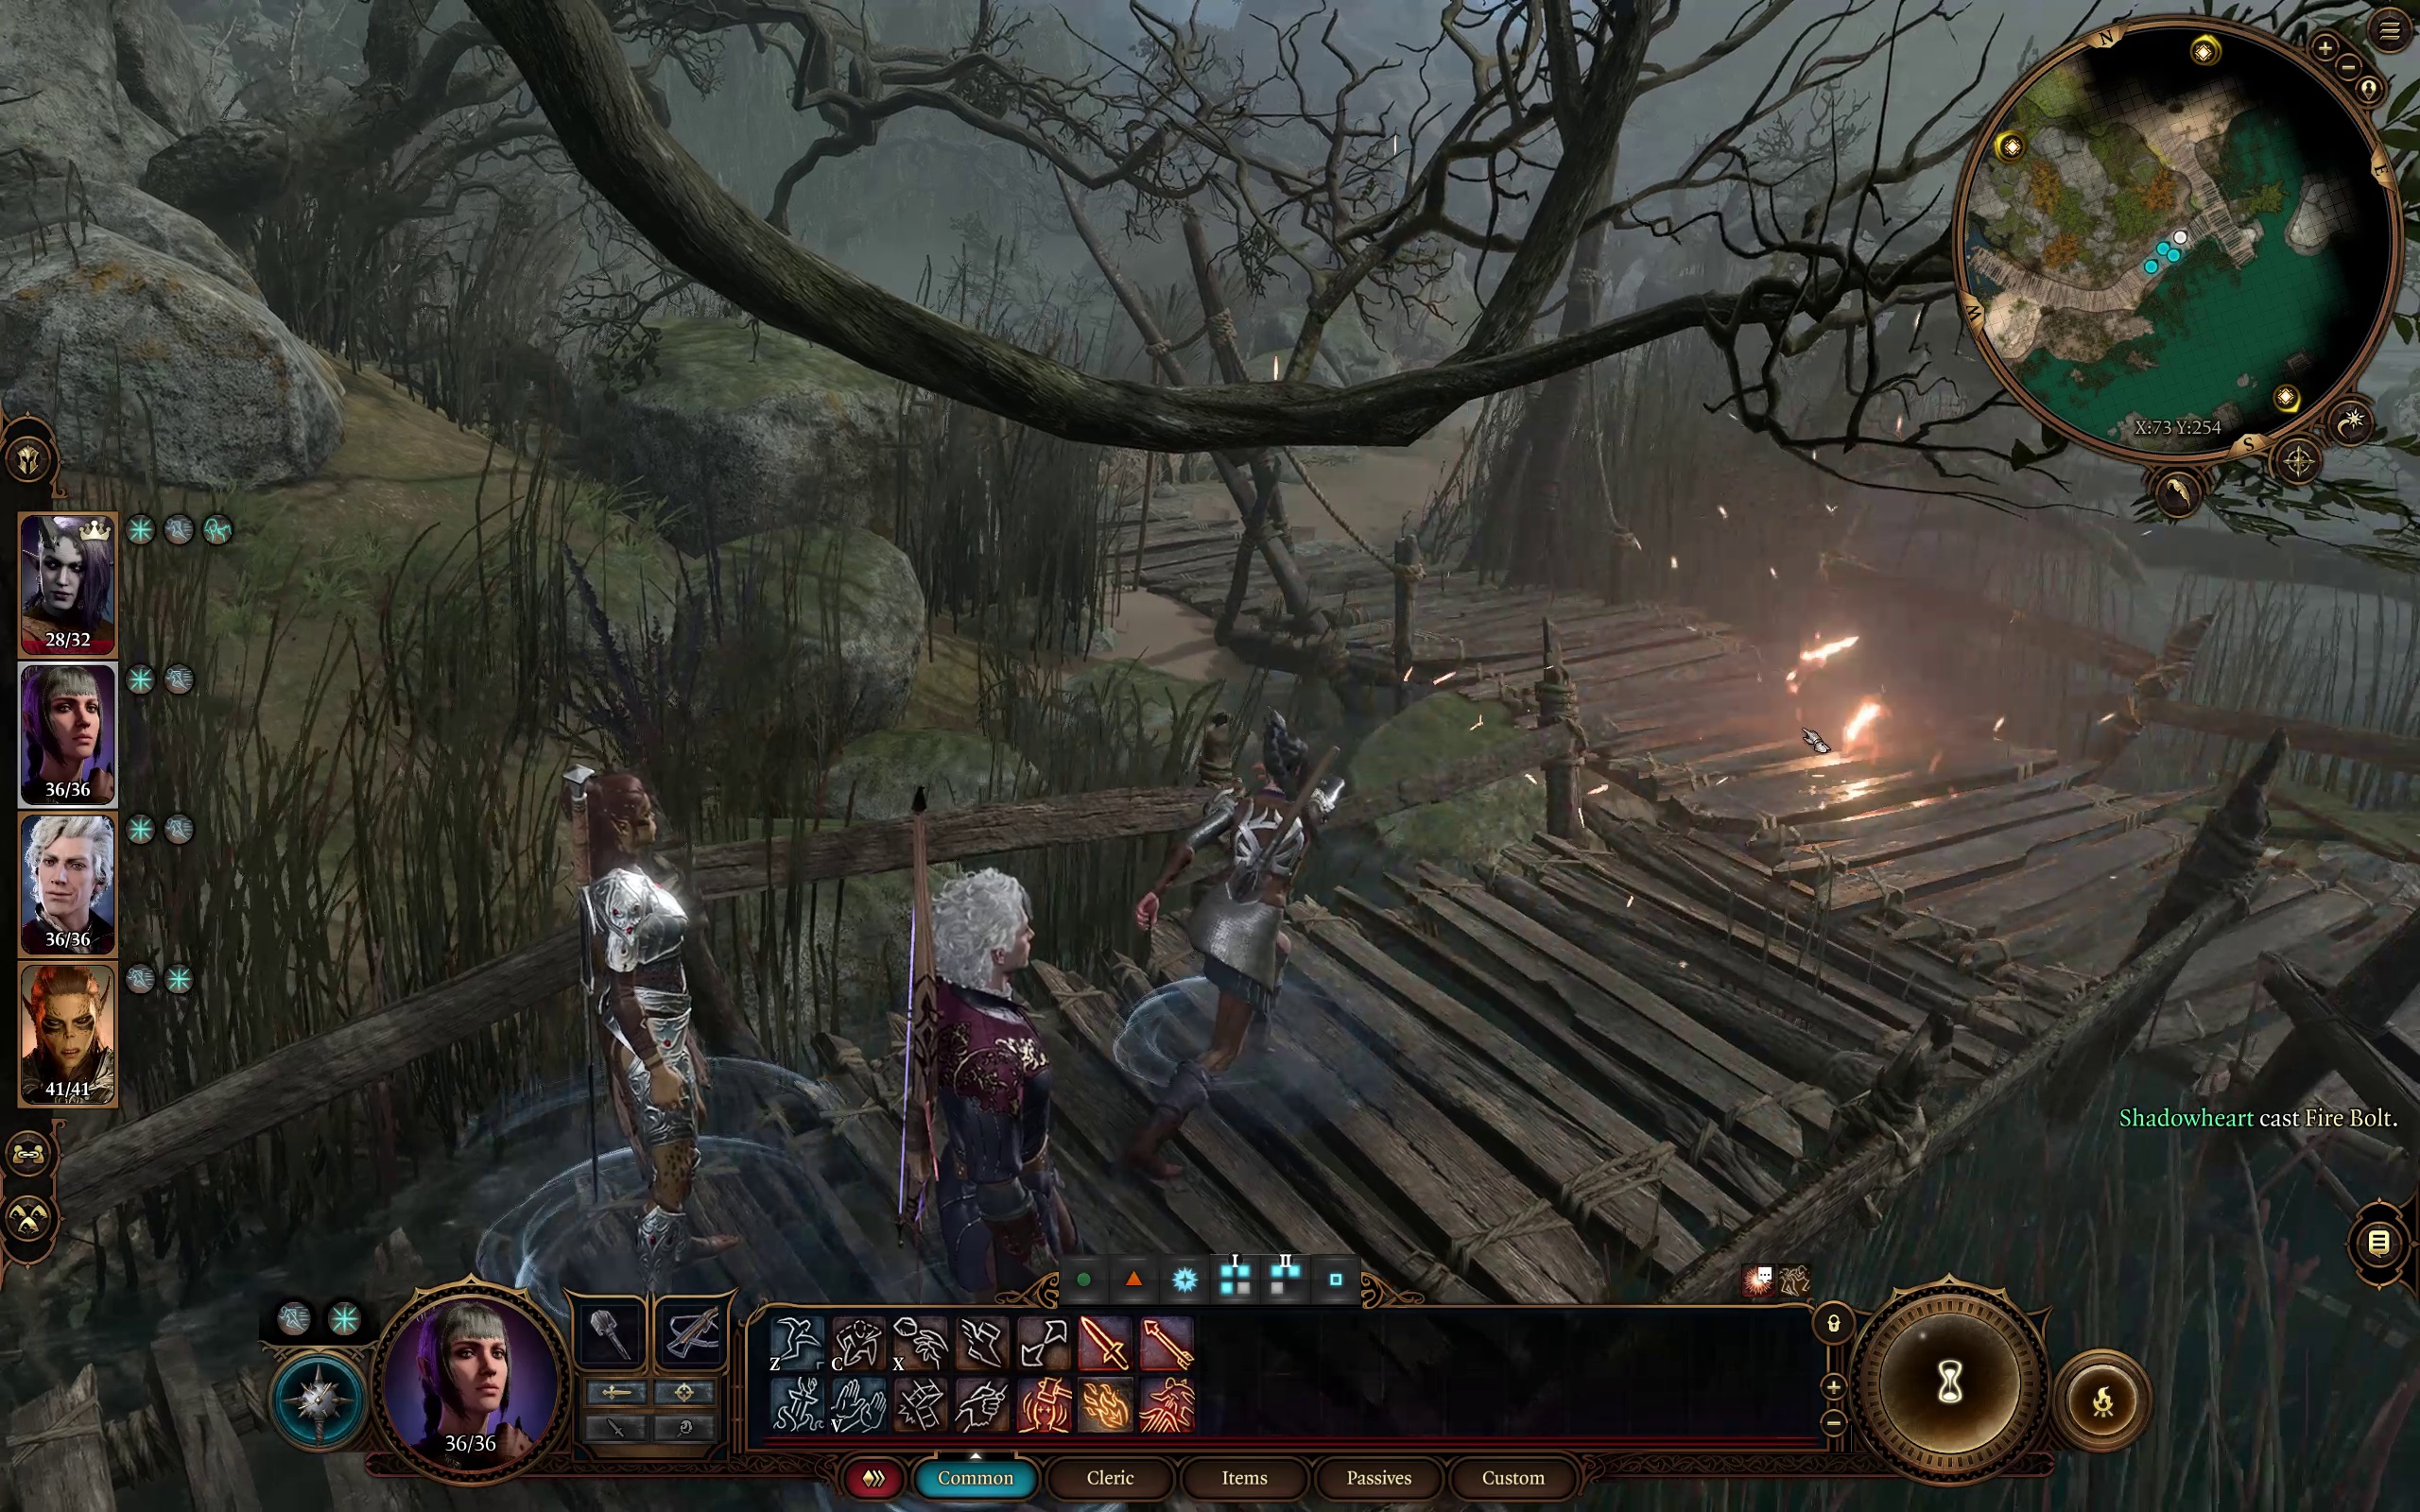 N
E
W
S
X:73 Y:254
28/32
36/36
36/36
41/41
Shadowheart cast Fire Bolt.
I II
Z C X
V
36/36
Common Cleric Items Passives Custom